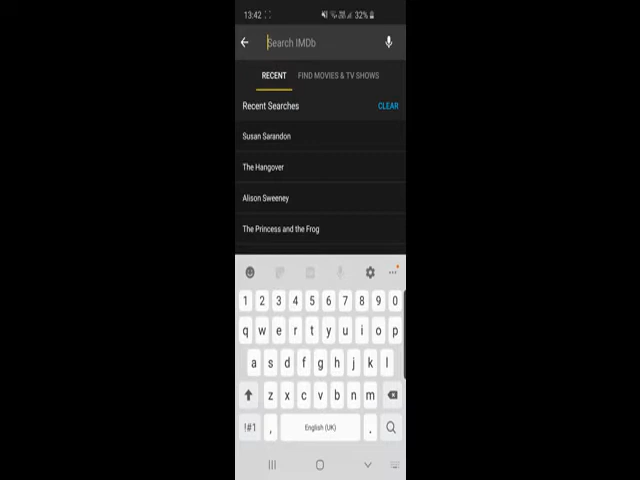 13:42 32%
Search IMDb
RECENT FIND MOVIES & TV SHOWS
Recent Searches CLEAR
Susan Sarandon
The Hangover
Alison Sweeney
The Princess and the Frog
1 2 3 4 5 6 7 8 9 0
q w e r t y u i o p
a s d f g h j k l
z x c v b n m
!#1 , English (UK) .